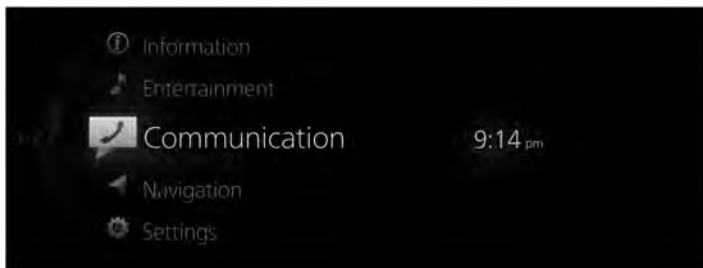 Information
Entertainment
Communication
9:14 pm
Navigation
Settings